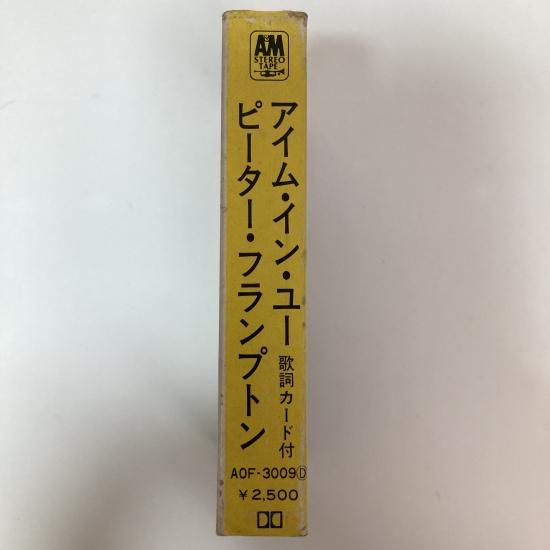 A&M
STEREO
TAPE
アイム・イン・ユー 歌詞カード付
ピーター・フランプトン
AOF-3009Ⓓ
¥2,500